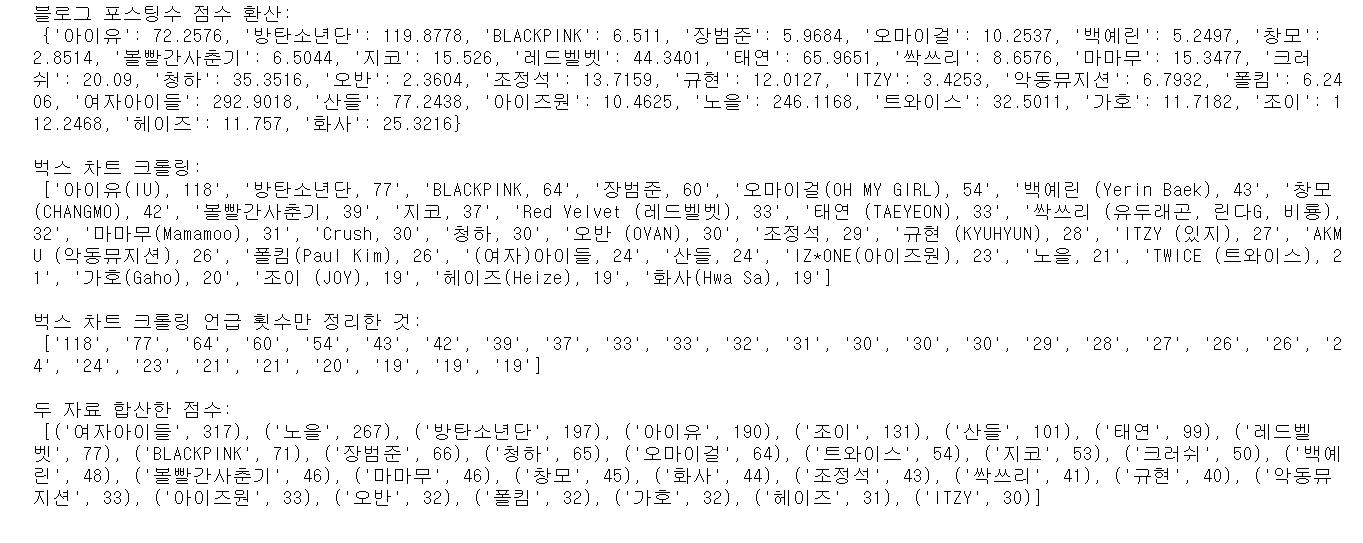 블로그 포스팅수 점수 환산:
{'아이유': 72.2576, '방탄소년단': 119.8778, 'BLACKPINK': 6.511, '장범준': 5.9684, '오마이걸': 10.2537, '백예린': 5.2497, '창모':
2.8514, '볼빨간사춘기': 6.5044, '지코': 15.526, '레드벨벳': 44.3401, '태연': 65.9651, '싹쓰리': 8.6576, '마마무': 15.3477, '크러
쉬': 20.09, '청하': 35.3516, '오반': 2.3604, '조정석': 13.7159, '규현': 12.0127, 'ITZY': 3.4253, '악동뮤지션': 6.7932, '폴킴': 6.24
06, '여자아이들': 292.9018, '산들': 77.2438, '아이즈원': 10.4625, '노을': 246.1168, '트와이스': 32.5011, '가호': 11.7182, '조이': 1
12.2468, '헤이즈': 11.757, '화사': 25.3216}
벅스 차트 크롤링:
['아이유(IU), 118', '방탄소년단, 77', 'BLACKPINK, 64', '장범준, 60', '오마이걸(OH MY GIRL), 54', '백예린 (Yerin Baek), 43', '창모
(CHANGMO), 42', '볼빨간사춘기, 39', '지코, 37', 'Red Velvet (레드벨벳), 33', '태연 (TAEYEON), 33', '싹쓰리 (유두래곤, 린다G, 비룡),
32', '마마무(Mamamoo), 31', 'Crush, 30', '청하, 30', '오반 (OVAN), 30', '조정석, 29', '규현 (KYUHYUN), 28', 'ITZY (있지), 27', 'AKM
U (악동뮤지션), 26', '폴킴(Paul Kim), 26', '(여자)아이들, 24', '산들, 24', 'IZ*ONE(아이즈원), 23', '노을, 21', 'TWICE (트와이스), 2
1', '가호(Gaho), 20', '조이 (JOY), 19', '헤이즈(Heize), 19', '화사(Hwa Sa), 19']
벅스 차트 크롤링 언급 횟수만 정리한 것:
['118', '77', '64', '60', '54', '43', '42', '39', '37', '33', '33', '32', '31', '30', '30', '30', '29', '28', '27', '26', '26', '2
4', '24', '23', '21', '21', '20', '19', '19', '19']
두 자료 합산한 점수:
[('여자아이들', 317), ('노을', 267), ('방탄소년단', 197), ('아이유', 190), ('조이', 131), ('산들', 101), ('태연', 99), ('레드벨
벳', 77), ('BLACKPINK', 71), ('장범준', 66), ('청하', 65), ('오마이걸', 64), ('트와이스', 54), ('지코', 53), ('크러쉬', 50), ('백예
린', 48), ('볼빨간사춘기', 46), ('마마무', 46), ('창모', 45), ('화사', 44), ('조정석', 43), ('싹쓰리', 41), ('규현', 40), ('악동뮤
지션', 33), ('아이즈원', 33), ('오반', 32), ('폴킴', 32), ('가호', 32), ('헤이즈', 31), ('ITZY', 30)]